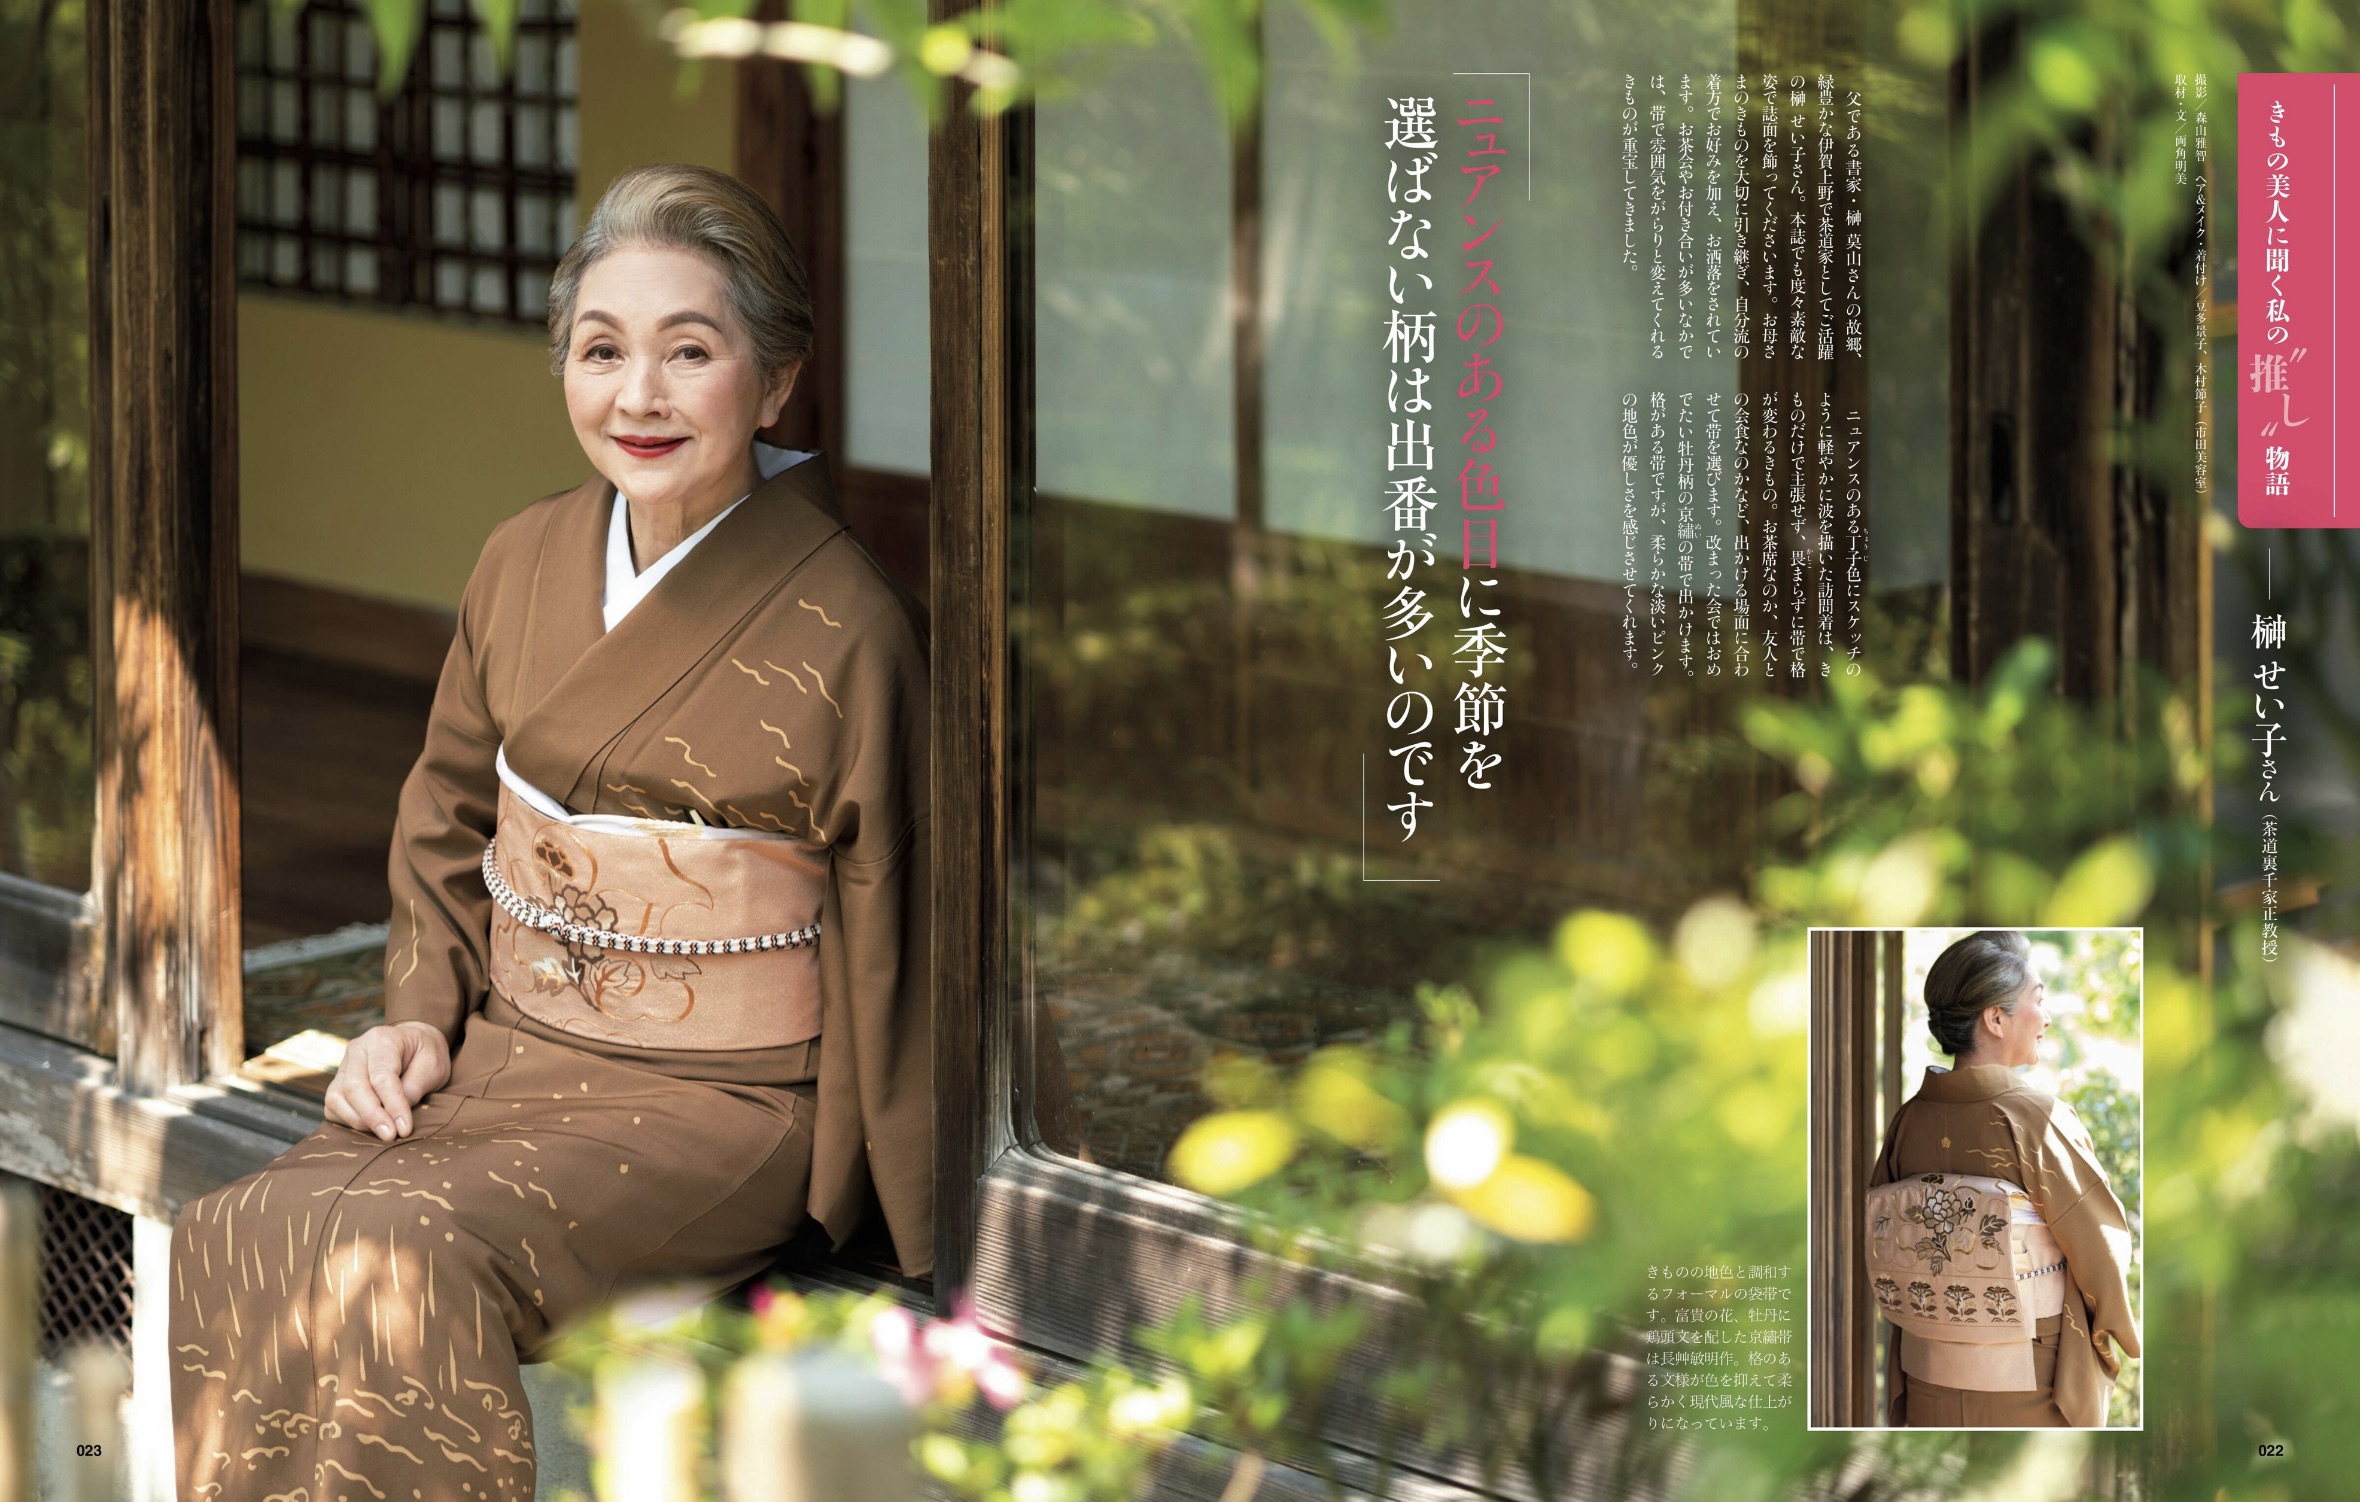 きもの美人に聞く私の〝推し〟物語
榊 せい子さん（茶道裏千家正教授）
撮影／森山雅智　ヘア&メイク・着付け／豆多景子、木村節子（市田美容室）
取材・文／両角明美
　父である書家・榊 莫山さんの故郷、
緑豊かな伊賀上野で茶道家としてご活躍
の榊 せい子さん。本誌でも度々素敵な
姿で誌面を飾ってくださいます。お母さ
まのきものを大切に引き継ぎ、自分流の
着方でお好みを加え、お洒落をされてい
ます。お茶会やお付き合いが多いなかで
は、帯で雰囲気をがらりと変えてくれる
きものが重宝してきました。
　ニュアンスのある丁子色にスケッチの
ように軽やかに波を描いた訪問着は、き
ものだけで主張せず、畏まらずに帯で格
が変わるきもの。お茶席なのか、友人と
の会食なのかなど、出かける場面に合わ
せて帯を選びます。改まった会ではおめ
でたい牡丹柄の京繡の帯で出かけます。
格がある帯ですが、柔らかな淡いピンク
の地色が優しさを感じさせてくれます。
ニュアンスのある色目に季節を
選ばない柄は出番が多いのです
きものの地色と調和す
るフォーマルの袋帯で
す。富貴の花、牡丹に
鶏頭文を配した京繡帯
は長艸敏明作。格のあ
る文様が色を抑えて柔
らかく現代風な仕上が
りになっています。
022
023